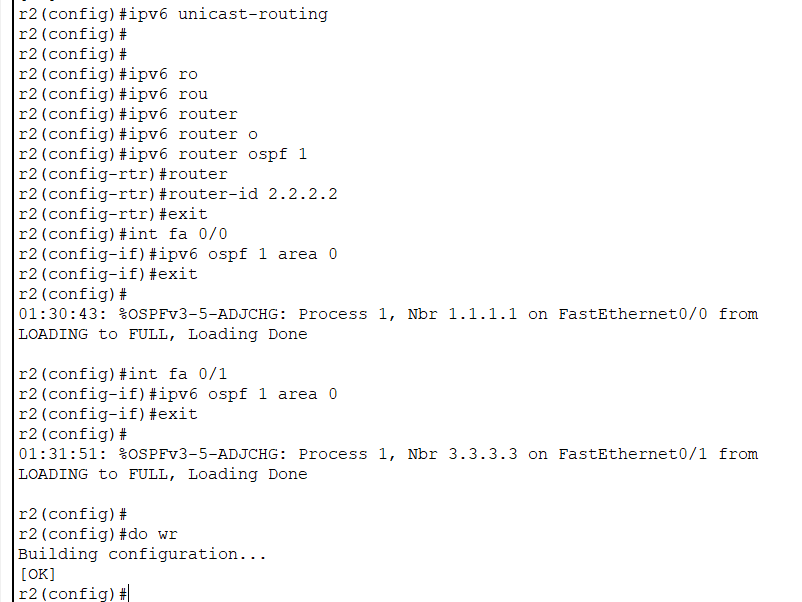 r2(config)#ipv6 unicast-routing
r2(config)#
r2(config)#
r2(config)#ipv6 ro
r2(config)#ipv6 rou
r2(config)#ipv6 router
r2(config)#ipv6 router o
r2(config)#ipv6 router ospf 1
r2(config-rtr)#router
r2(config-rtr)#router-id 2.2.2.2
r2(config-rtr)#exit
r2(config)#int fa 0/0
r2(config-if)#ipv6 ospf 1 area 0
r2(config-if)#exit
r2(config)#
01:30:43: %OSPFv3-5-ADJCHG: Process 1, Nbr 1.1.1.1 on FastEthernet0/0 from
LOADING to FULL, Loading Done
r2(config)#int fa 0/1
r2(config-if)#ipv6 ospf 1 area 0
r2(config-if)#exit
r2(config)#
01:31:51: %OSPFv3-5-ADJCHG: Process 1, Nbr 3.3.3.3 on FastEthernet0/1 from
LOADING to FULL, Loading Done
r2(config)#
r2(config)#do wr
Building configuration...
[OK]
r2(config)#